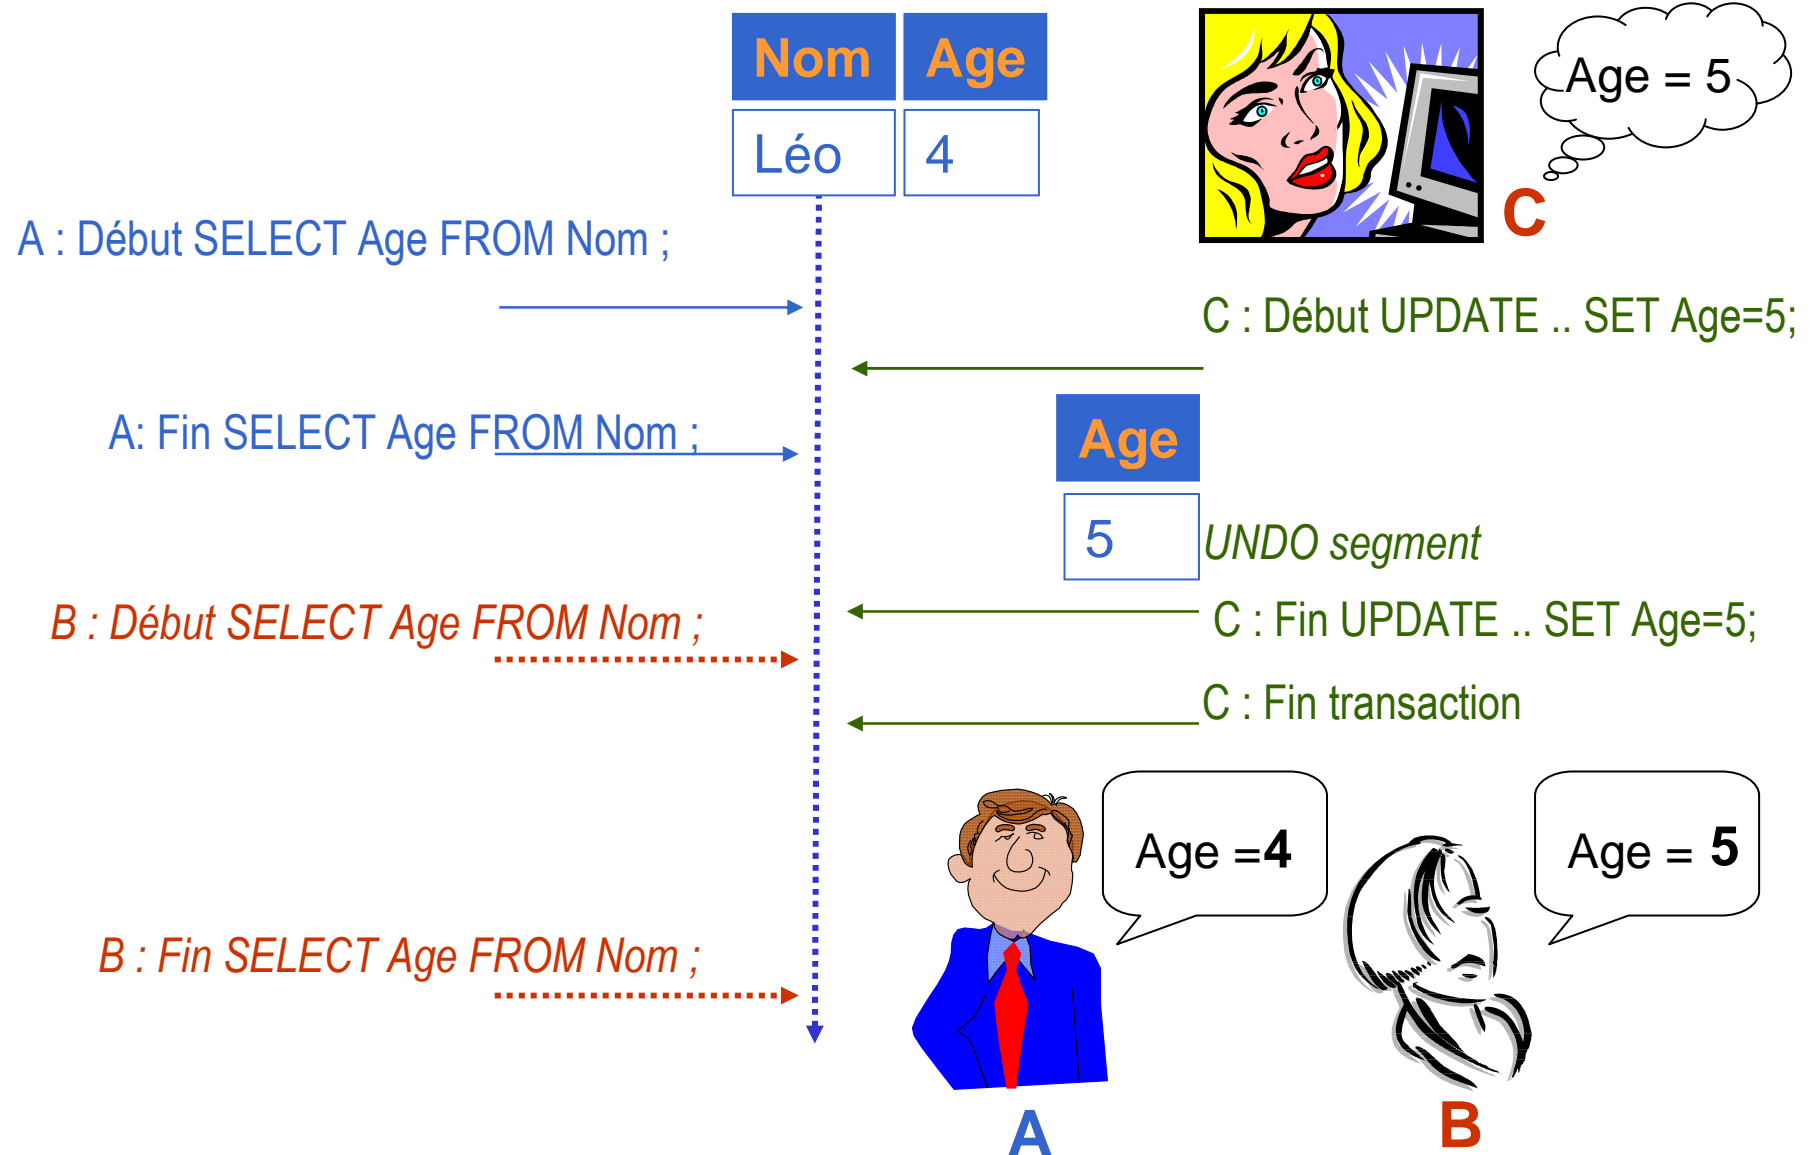 Nom Age
Léo 4
Age = 5
C
A : Début SELECT Age FROM Nom ;
C : Début UPDATE .. SET Age=5;
A: Fin SELECT Age FROM Nom ;
Age
5
UNDO segment
B : Début SELECT Age FROM Nom ;
C : Fin UPDATE .. SET Age=5;
C : Fin transaction
Age =4
Age = 5
B : Fin SELECT Age FROM Nom ;
A
B